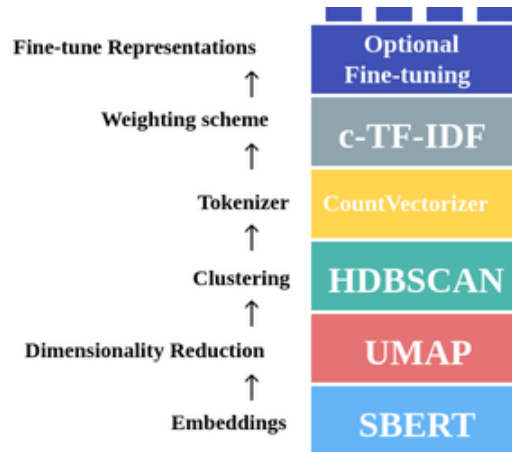 Fine-tune Representations
Optional
Fine-tuning
↑
Weighting scheme
c-TF-IDF
↑
Tokenizer
CountVectorizer
↑
Clustering
HDBSCAN
↑
Dimensionality Reduction
UMAP
↑
Embeddings
SBERT